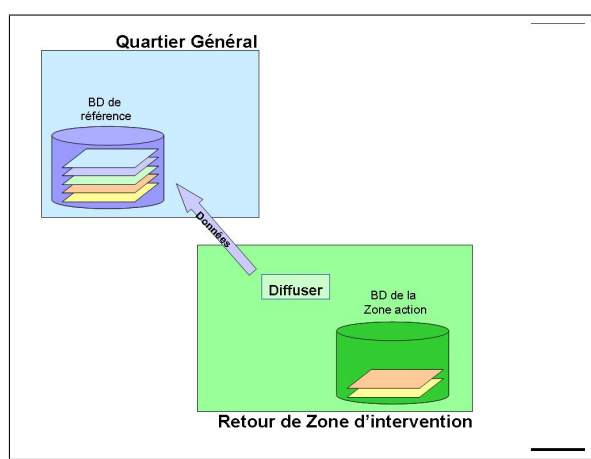 Quartier Général
BD de
référence
Données
Diffuser
BD de la
Zone action
Retour de Zone d'intervention